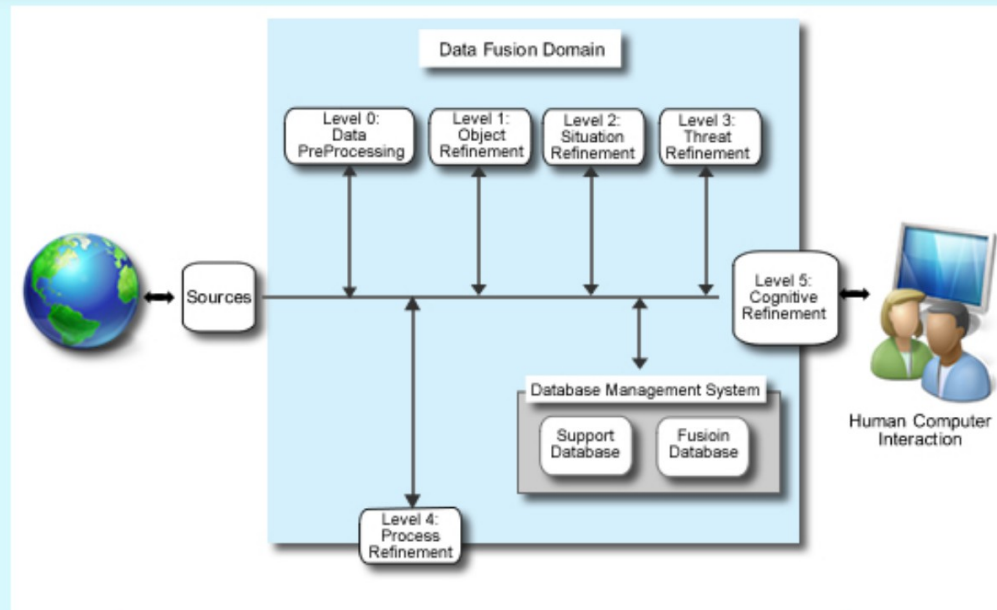 Data Fusion Domain
Level 0:
Data
PreProcessing
Level 1:
Object
Refinement
Level 2:
Situation
Refinement
Level 3:
Threat
Refinement
Sources
Level 5:
Cognitive
Refinement
Human Computer
Interaction
Database Management System
Support
Database
Fusioin
Database
Level 4:
Process
Refinement